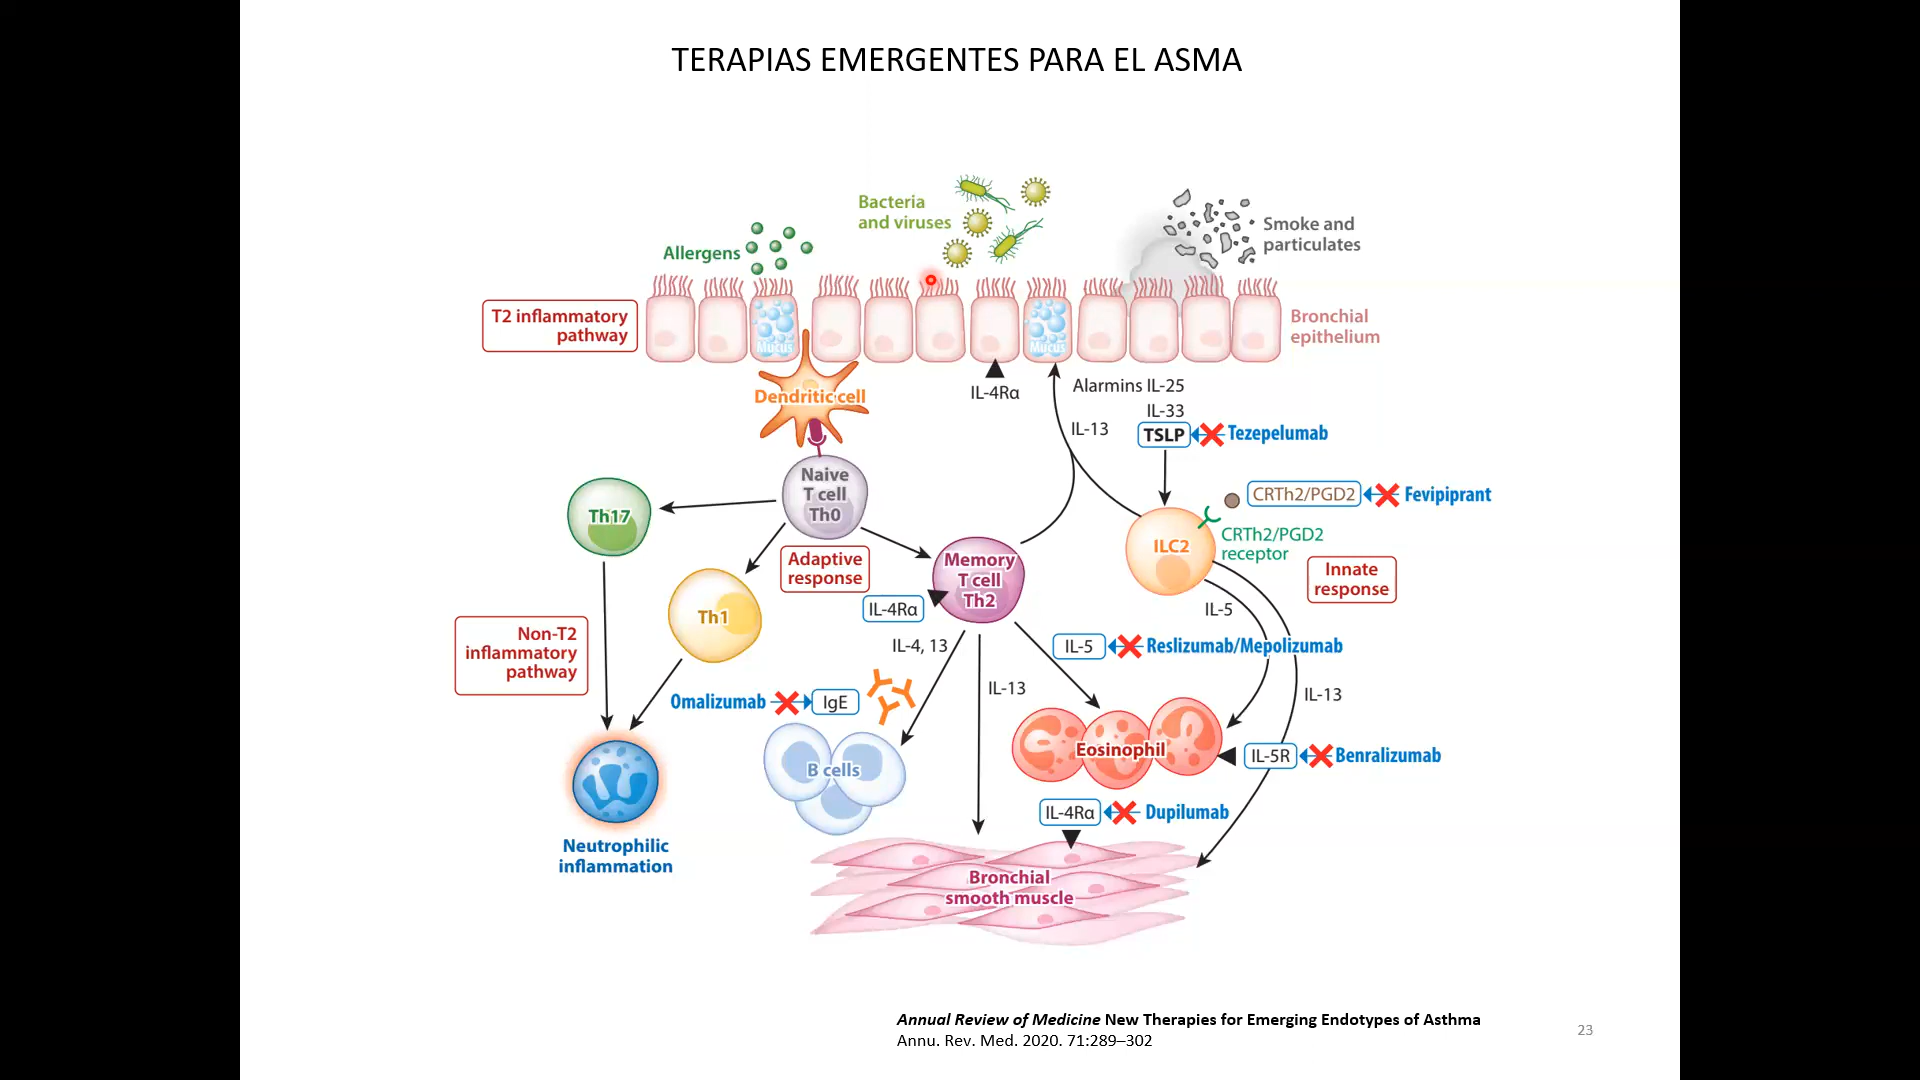 TERAPIAS EMERGENTES PARA EL ASMA
Bacteria
and viruses
Smoke and
particulates
Allergens
T2 inflammatory
pathway
Mucus
Mucus
Bronchial
epithelium
Dendritic cell
IL-4Rα
Alarmins IL-25
IL-33
IL-13
TSLP
Tezepelumab
Naive
T cell
Th0
CRTh2/PGD2
Fevipiprant
Th17
CRTh2/PGD2
receptor
ILC2
Adaptive
response
Memory
T cell
Th2
Innate
response
IL-4Rα
Th1
IL-5
Non-T2
inflammatory
pathway
IL-4, 13
IL-5
Reslizumab/Mepolizumab
IL-13
IL-13
Omalizumab
IgE
B cells
Eosinophil
IL-5R
Benralizumab
IL-4Rα
Dupilumab
Neutrophilic
inflammation
Bronchial
smooth muscle
Annual Review of Medicine New Therapies for Emerging Endotypes of Asthma
Annu. Rev. Med. 2020. 71:289–302
23